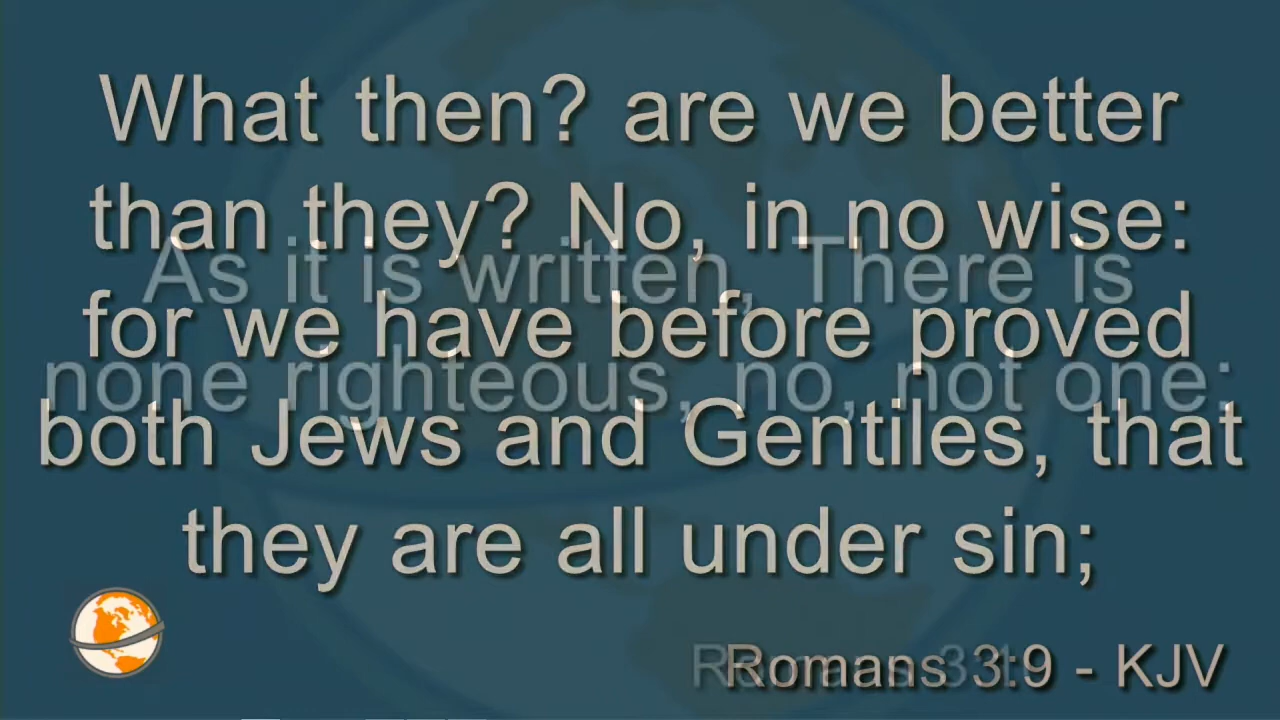 What then? are we better
than they? No, in no wise:
As it is written, There is
for we have before proved
none righteous, no, not one;
both Jews and Gentiles, that
they are all under sin;
Romans 3:9 - KJV